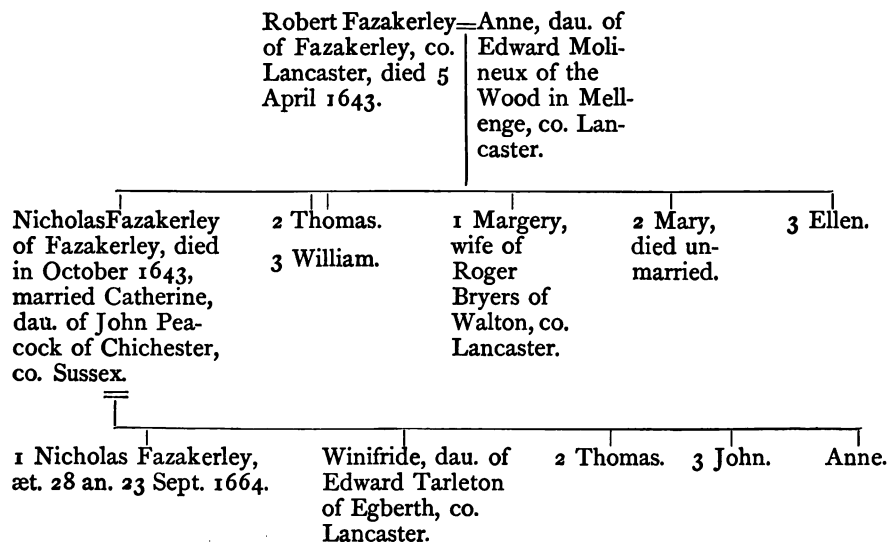 Robert Fazakerley=Anne, dau. of
of Fazakerley, co.
Lancaster, died 5
April 1643.
Edward Moli-
neux of the
Wood in Mell-
enge, co. Lan-
caster.
Nicholas Fazakerley
of Fazakerley, died
in October 1643,
married Catherine,
dau. of John Pea-
cock of Chichester,
co. Sussex.
2 Thomas.
3 William.
1 Margery,
wife of
Roger
Bryers of
Walton, co.
Lancaster.
2 Mary,
died un-
married.
3 Ellen.
1 Nicholas Fazakerley,
æt. 28 an. 23 Sept. 1664.
Winifride, dau. of
Edward Tarleton
of Egberth, co.
Lancaster.
2 Thomas.
3 John.
Anne.